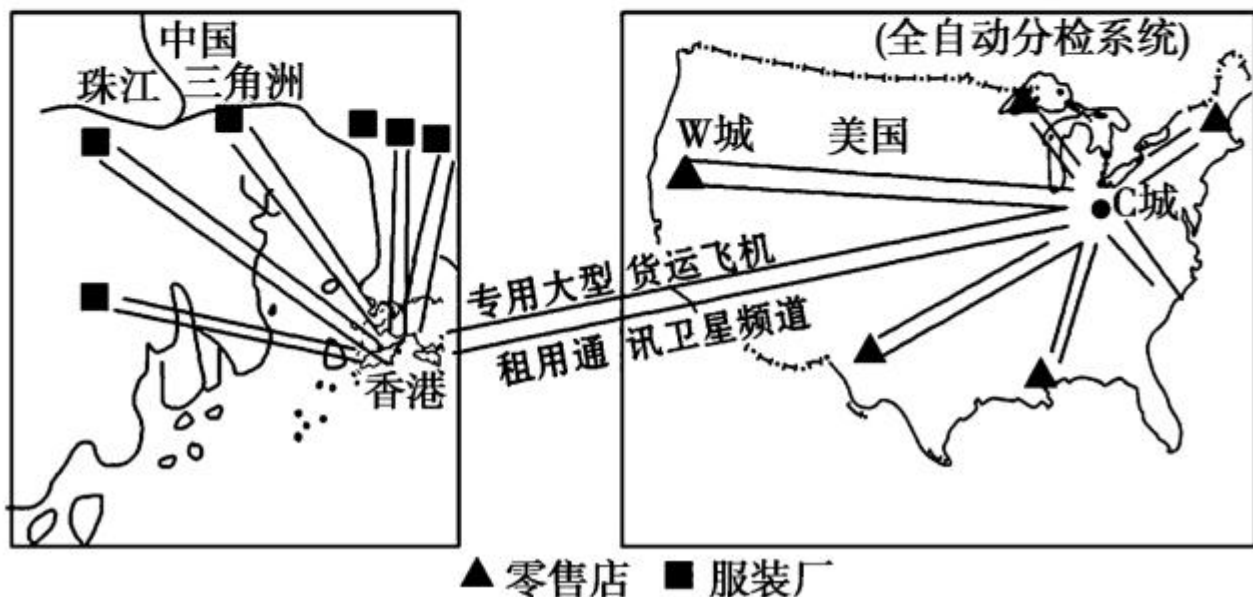 中国
珠江 三角洲
香港
专用大型 货运飞机
租用通 讯卫星频道
(全自动分检系统)
W城 美国
C城
零售店 服装厂